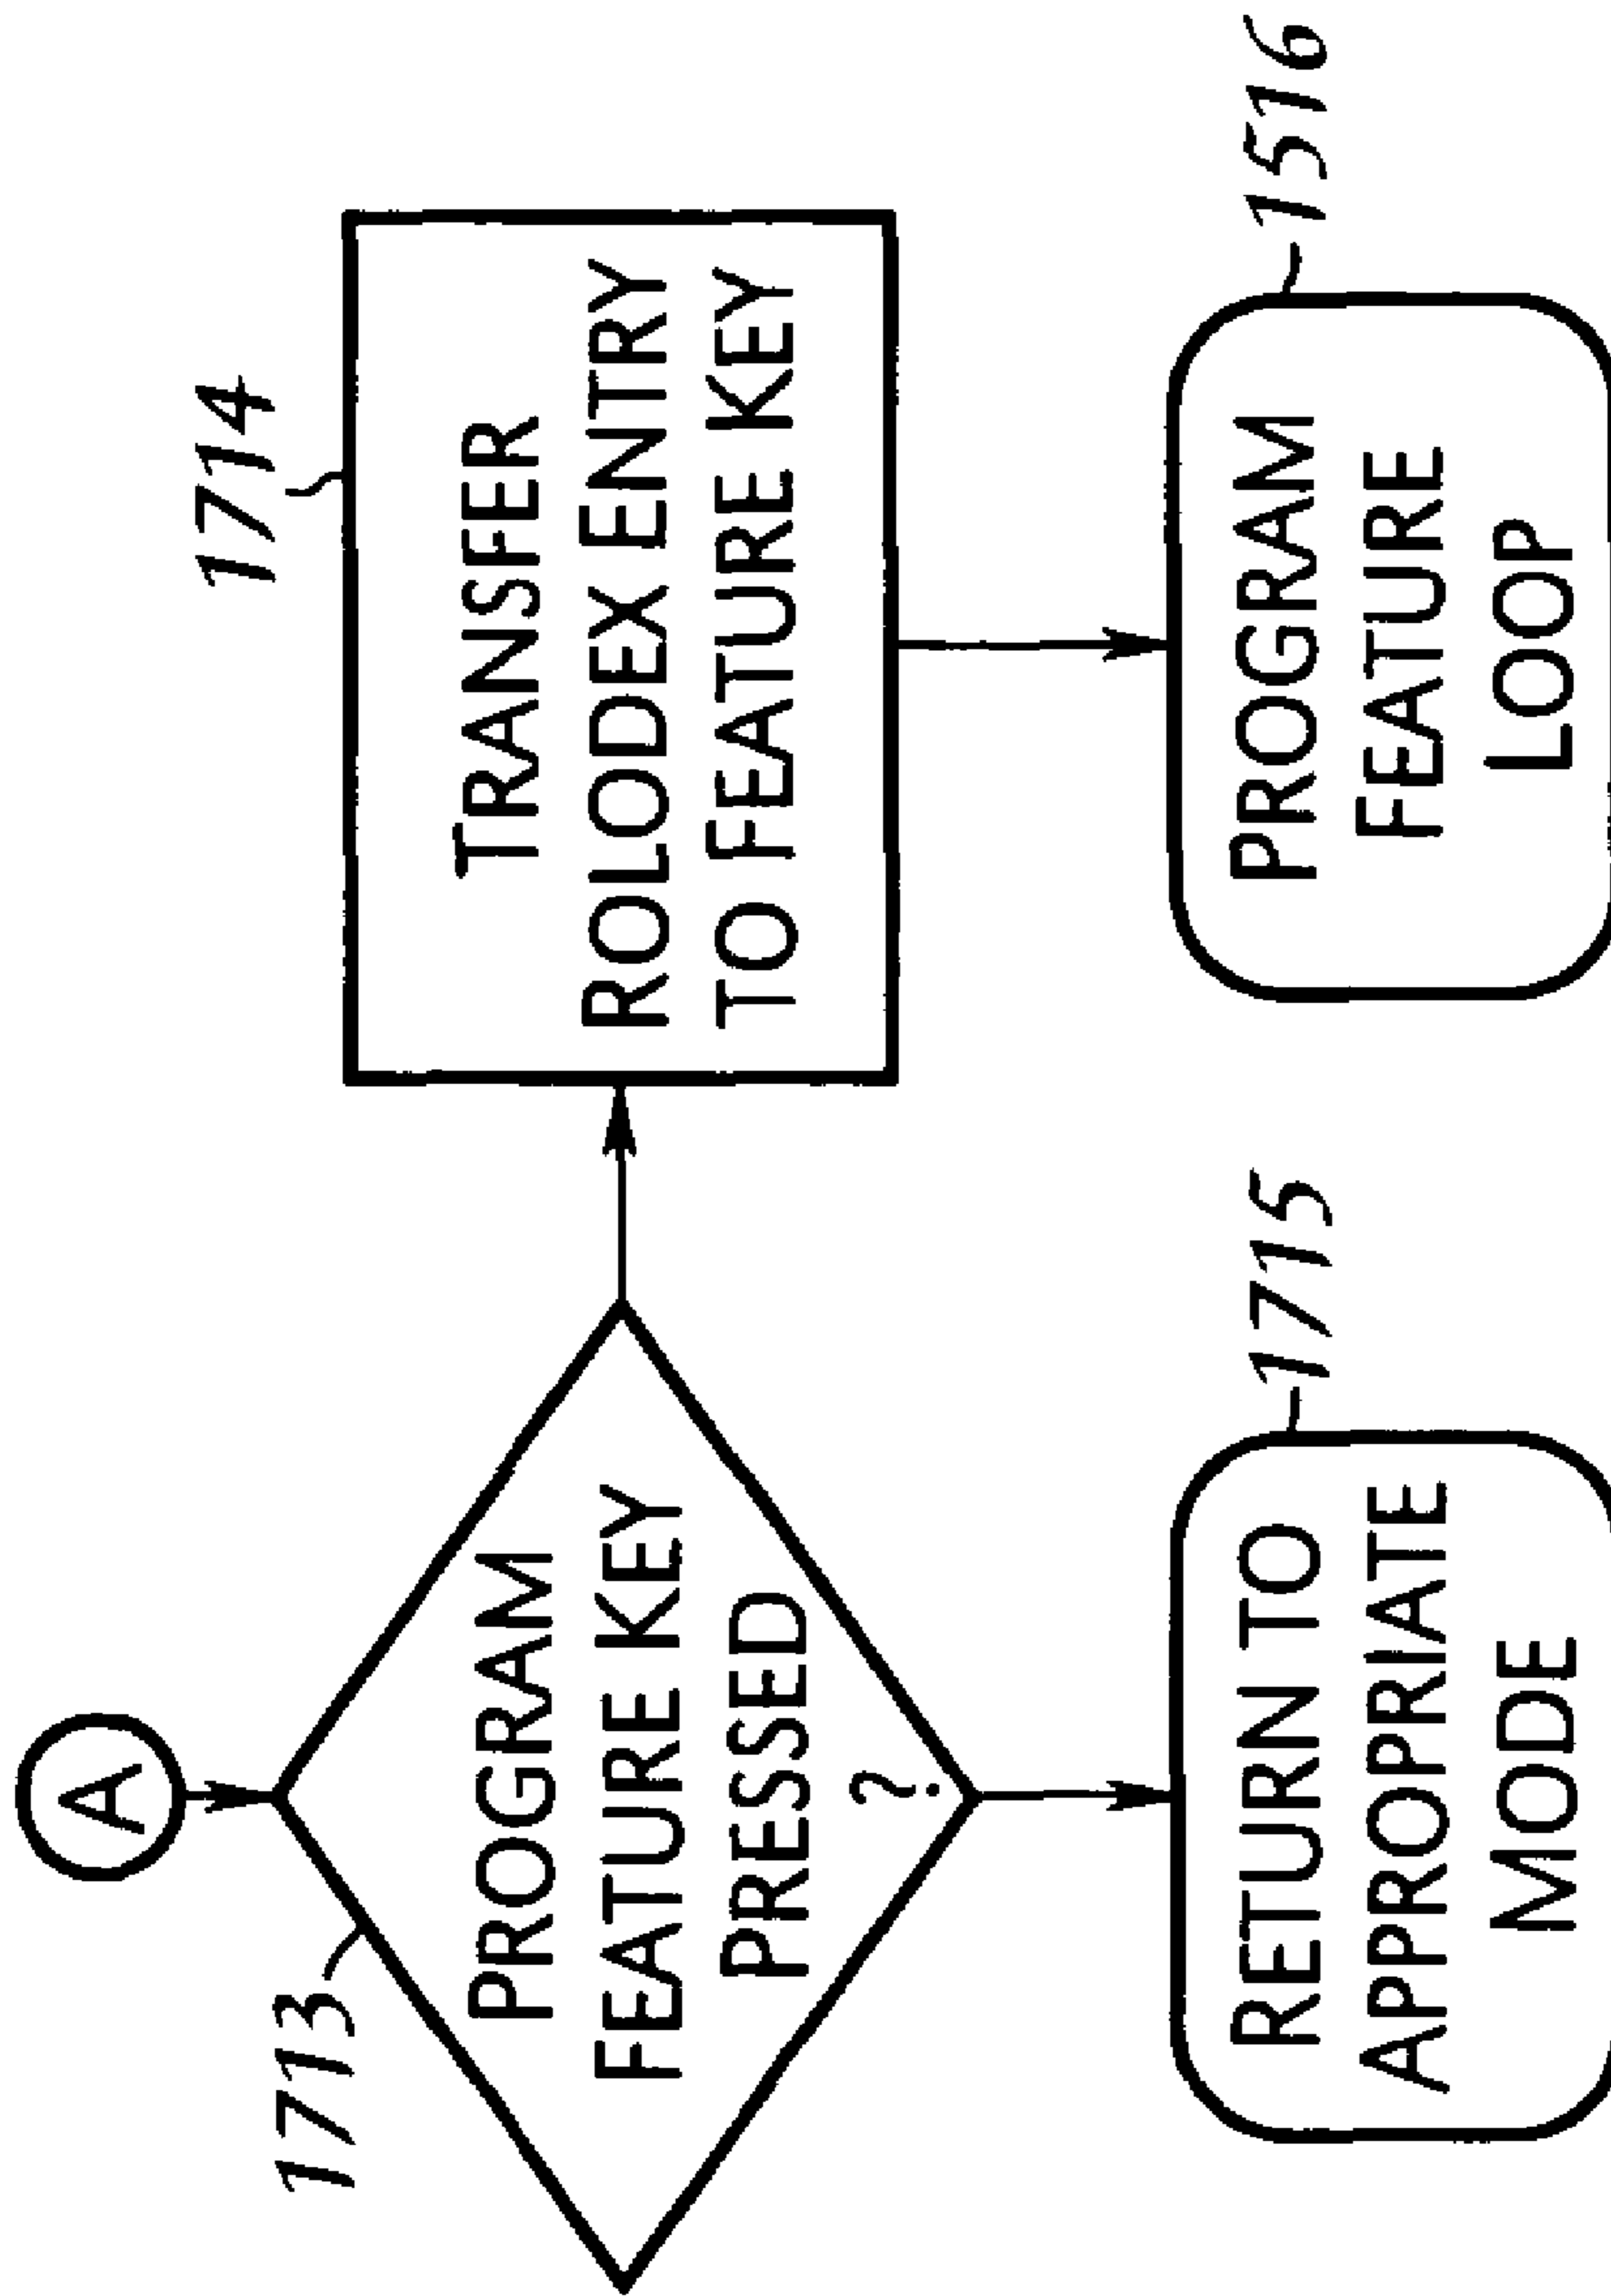 A
1713
PROGRAM
FEATURE KEY
PRESSED
?
1714
TRANSFER
ROLODEX ENTRY
TO FEATURE KEY
1715
RETURN TO
APPROPRIATE
MODE
1516
PROGRAM
FEATURE
LOOP